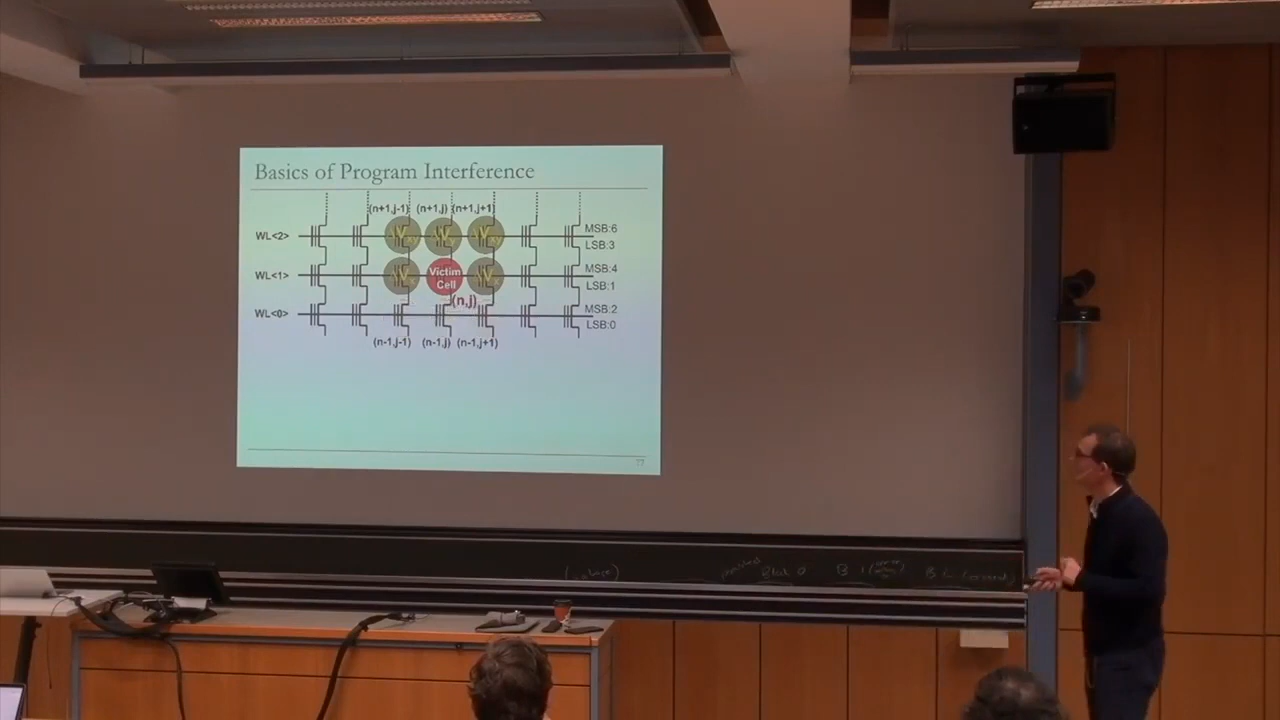 Basics of Program Interference
(n+1,j-1) (n+1,j) (n+1,j+1)
WL<2>
MSB:6
LSB:3
WL<1>
Victim
Cell
MSB:4
LSB:1
(n,j)
WL<0>
MSB:2
LSB:0
(n-1,j-1) (n-1,j) (n-1,j+1)
77